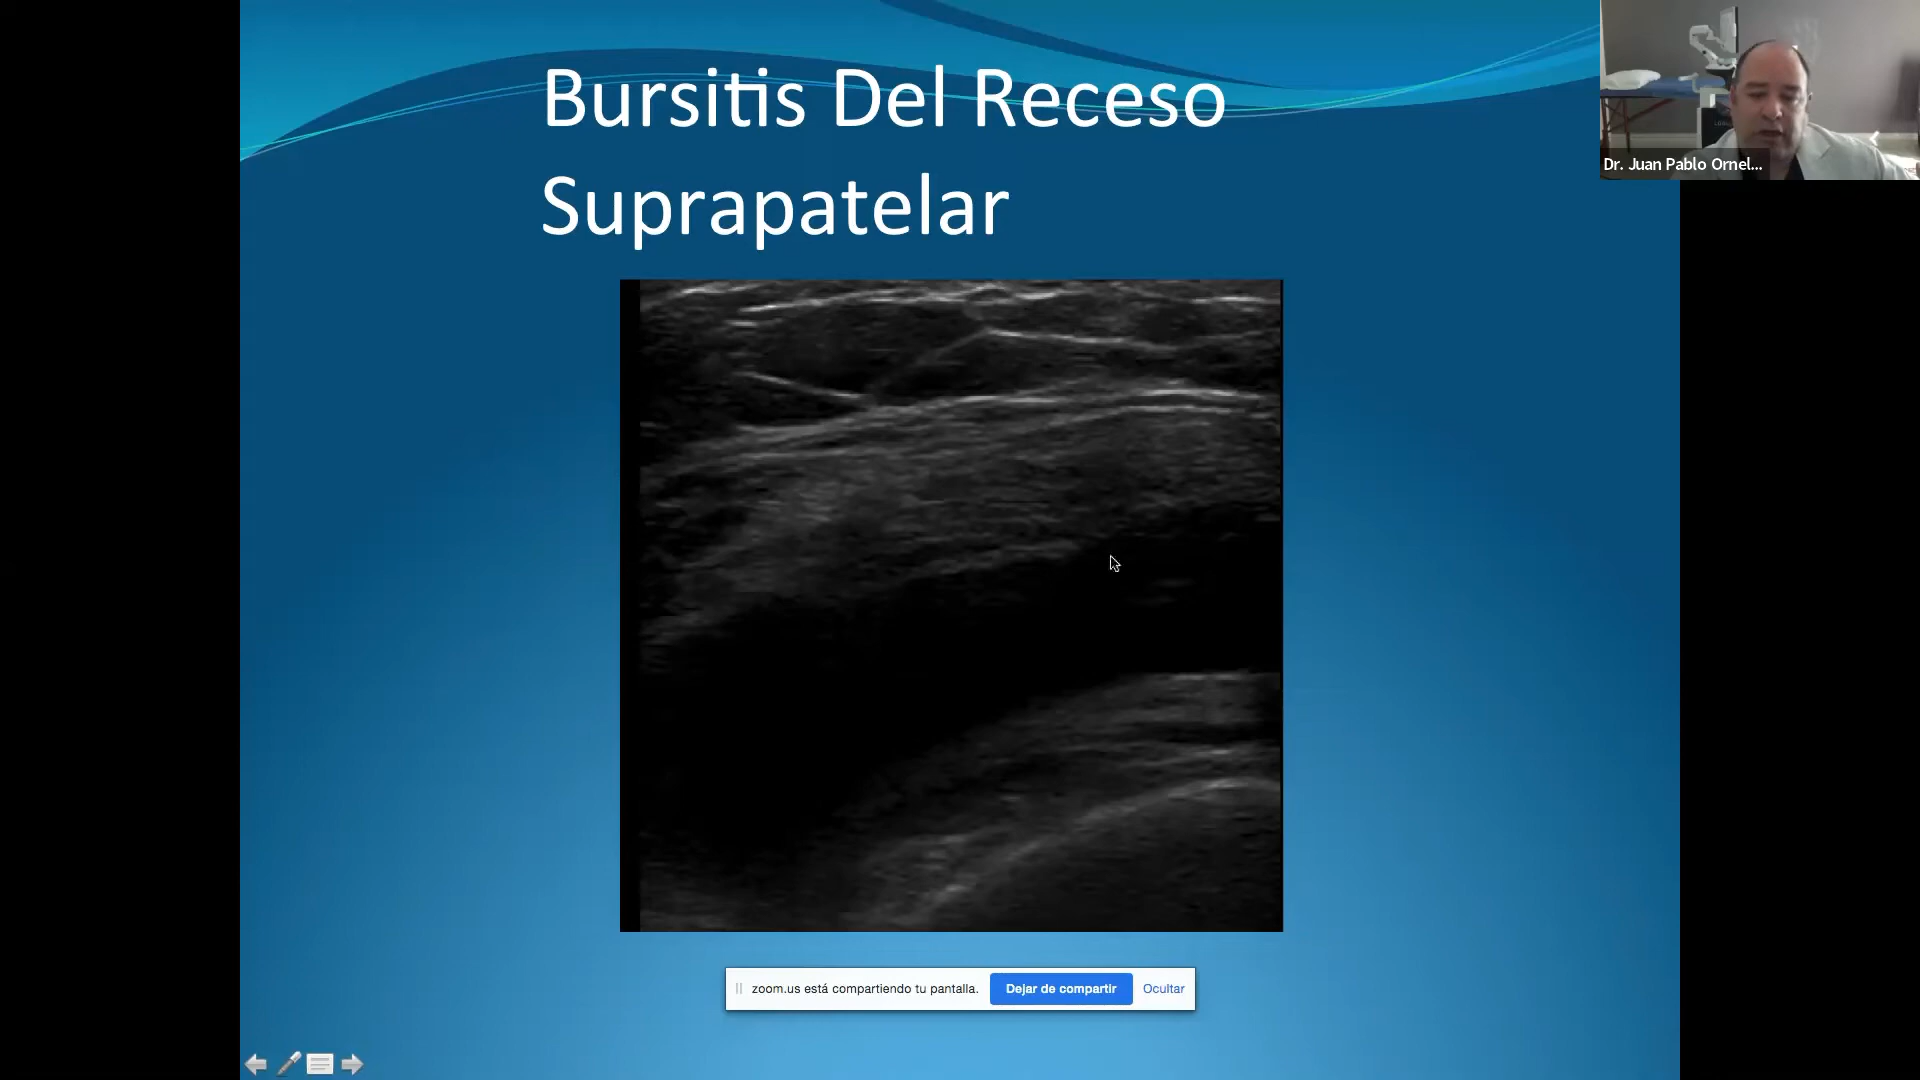 Bursitis Del Receso
Suprapatelar
Dr. Juan Pablo Ornel...
zoom.us está compartiendo tu pantalla.
Dejar de compartir
Ocultar